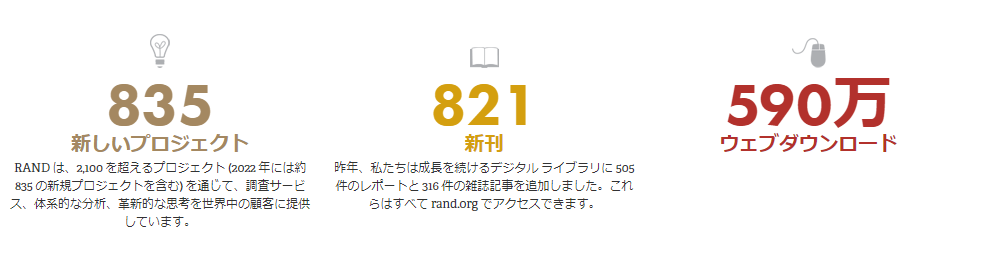 835
新しいプロジェクト
RAND は、2,100 を超えるプロジェクト (2022 年には約
835 の新規プロジェクトを含む) を通じて、調査サービ
ス、体系的な分析、革新的な思考を世界中の顧客に提供
しています。
821
新刊
昨年、私たちは成長を続けるデジタル ライブラリに 505
件のレポートと 316 件の雑誌記事を追加しました。これ
らはすべて rand.org でアクセスできます。
590万
ウェブダウンロード